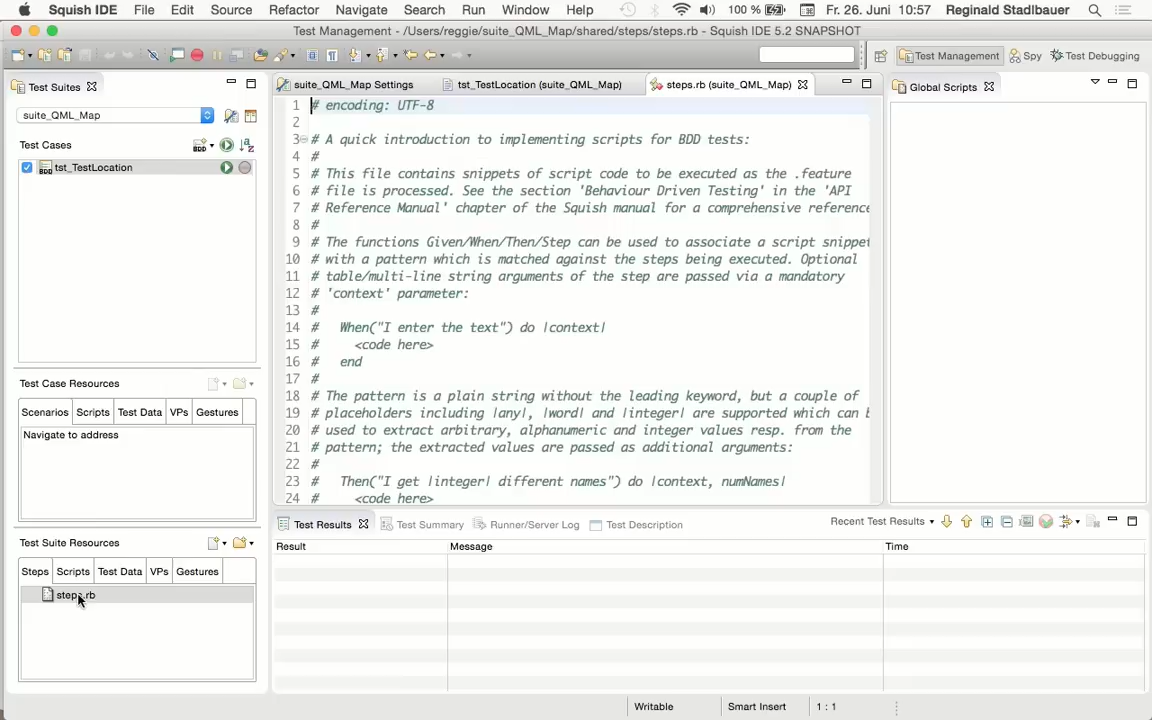 Squish IDE File Edit Source Refactor Navigate Search Run Window Help 100 % Fr. 26. Juni 10:57 Reginald Stadlbauer
Test Management - /Users/reggie/suite_QML_Map/shared/steps/steps.rb - Squish IDE 5.2 SNAPSHOT
Test Management Spy Test Debugging
Test Suites
suite_QML_Map
Test Cases
BDD
BDD tst_TestLocation
Test Case Resources
Scenarios Scripts Test Data VPs Gestures
Navigate to address
Test Suite Resources
Steps Scripts Test Data VPs Gestures
steps.rb
suite_QML_Map Settings tst_TestLocation (suite_QML_Map) steps.rb (suite_QML_Map)
1 # encoding: UTF-8
2
3 # A quick introduction to implementing scripts for BDD tests:
4 #
5 # This file contains snippets of script code to be executed as the .feature
6 # file is processed. See the section 'Behaviour Driven Testing' in the 'API
7 # Reference Manual' chapter of the Squish manual for a comprehensive reference
8 #
9 # The functions Given/When/Then/Step can be used to associate a script snippet
10 # with a pattern which is matched against the steps being executed. Optional
11 # table/multi-line string arguments of the step are passed via a mandatory
12 # 'context' parameter:
13 #
14 # When("I enter the text") do |context|
15 # <code here>
16 # end
17 #
18 # The pattern is a plain string without the leading keyword, but a couple of
19 # placeholders including |any|, |word| and |integer| are supported which can b
20 # used to extract arbitrary, alphanumeric and integer values resp. from the
21 # pattern; the extracted values are passed as additional arguments:
22 #
23 # Then("I get |integer| different names") do |context, numNames|
24 # <code here>
Global Scripts
Test Results Test Summary Runner/Server Log Test Description Recent Test Results
Result Message Time
Writable Smart Insert 1 : 1